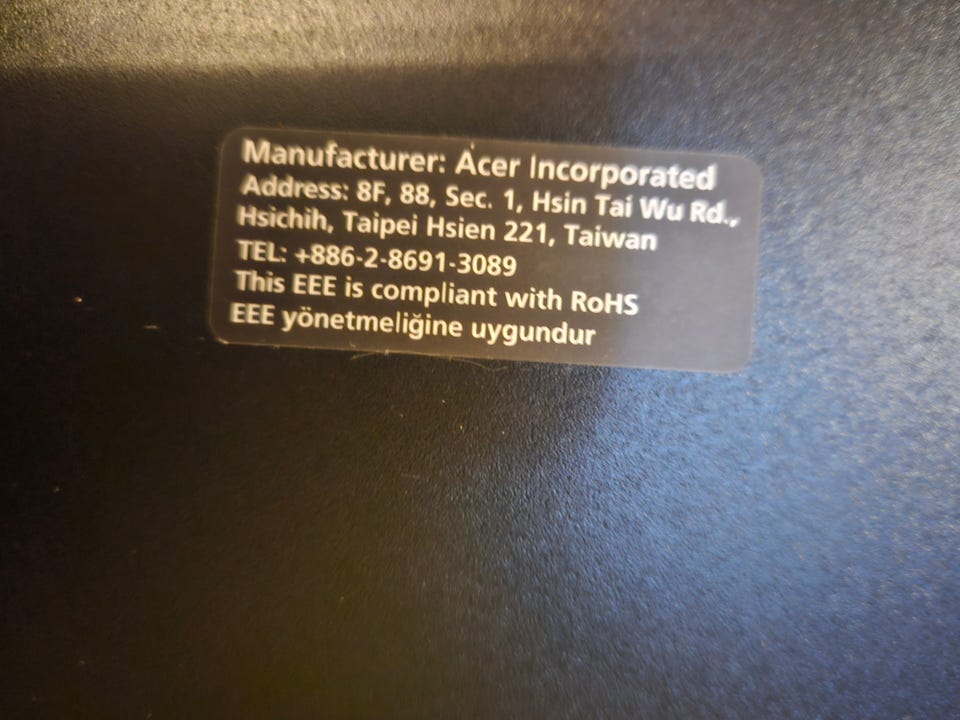 Manufacturer: Acer Incorporated
Address: 8F, 88, Sec. 1, Hsin Tai Wu Rd.,
Hsichih, Taipei Hsien 221, Taiwan
TEL: +886-2-8691-3089
This EEE is compliant with RoHS
EEE yönetmeliğine uygundur